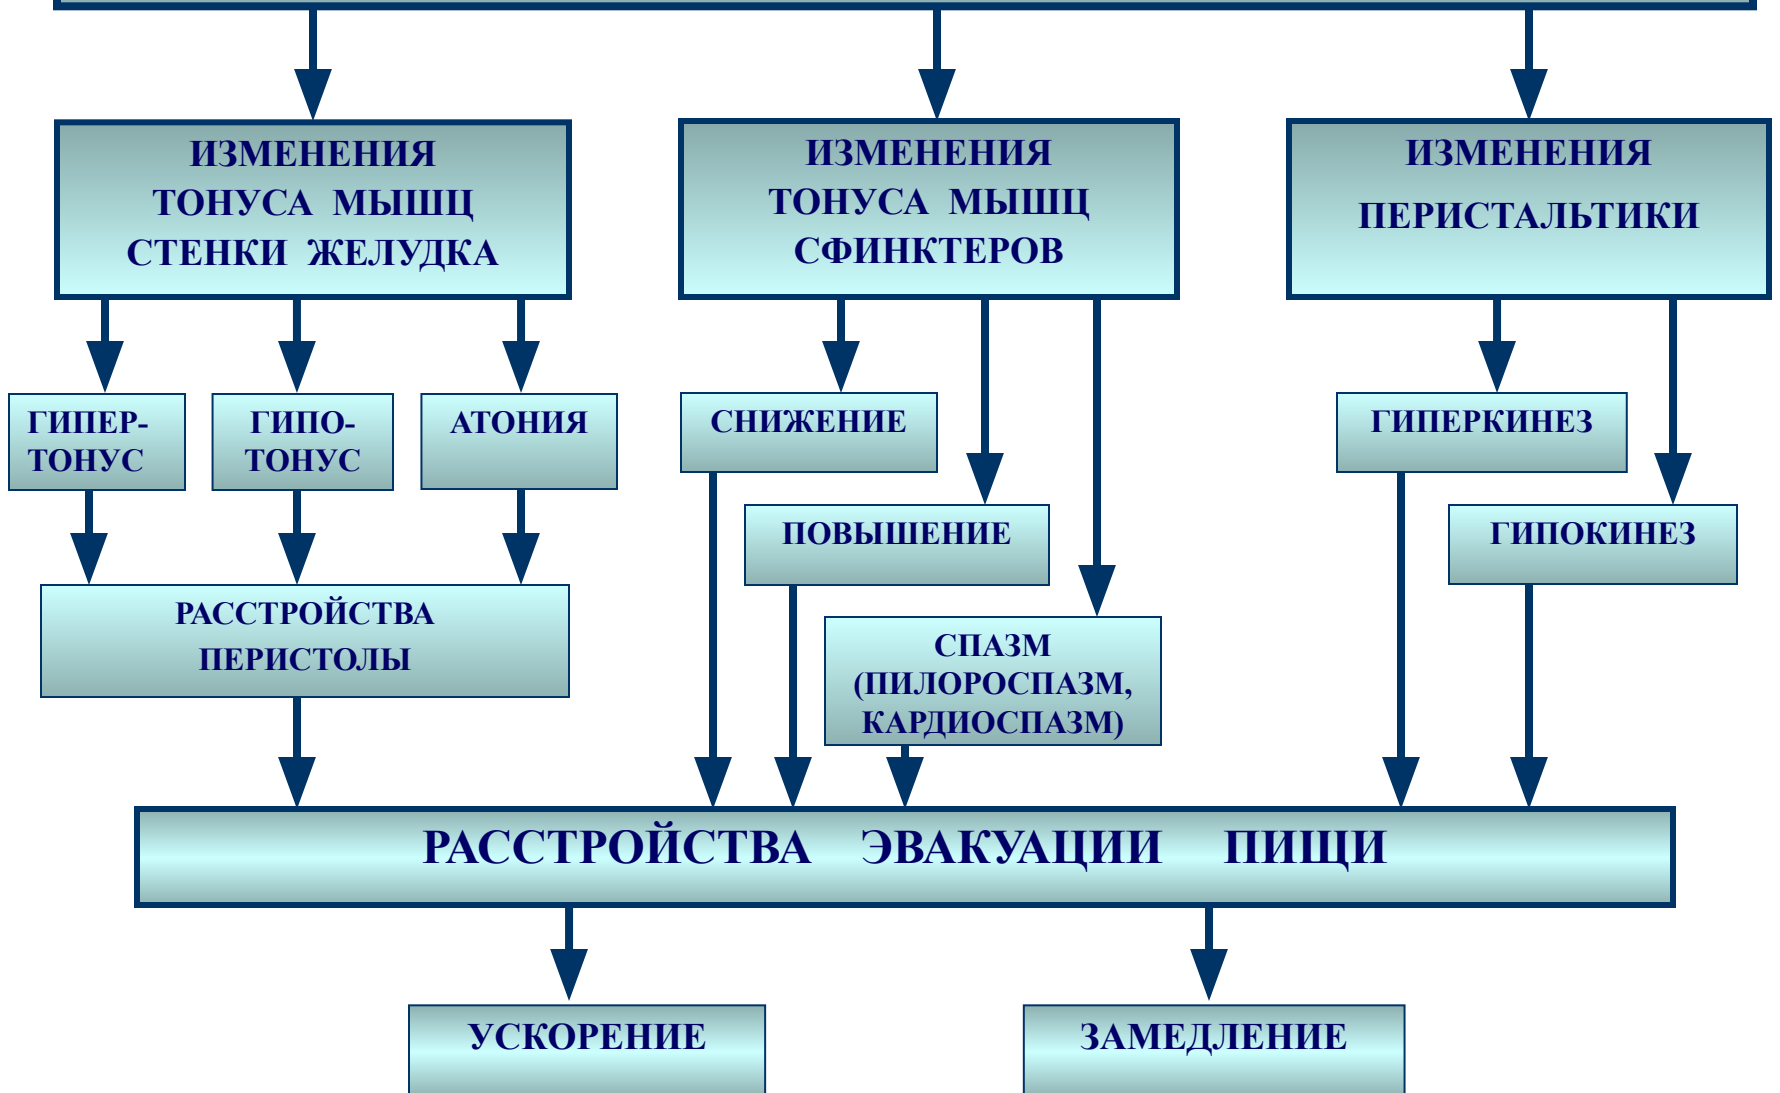 ИЗМЕНЕНИЯ
ТОНУСА МЫШЦ
СТЕНКИ ЖЕЛУДКА
ИЗМЕНЕНИЯ
ТОНУСА МЫШЦ
СФИНКТЕРОВ
ИЗМЕНЕНИЯ
ПЕРИСТАЛЬТИКИ
ГИПЕР-
ТОНУС
ГИПО-
ТОНУС
АТОНИЯ
СНИЖЕНИЕ
ГИПЕРКИНЕЗ
ПОВЫШЕНИЕ
ГИПОКИНЕЗ
РАССТРОЙСТВА
ПЕРИСТОЛЫ
СПАЗМ
(ПИЛОРОСПАЗМ,
КАРДИОСПАЗМ)
РАССТРОЙСТВА ЭВАКУАЦИИ ПИЩИ
УСКОРЕНИЕ
ЗАМЕДЛЕНИЕ